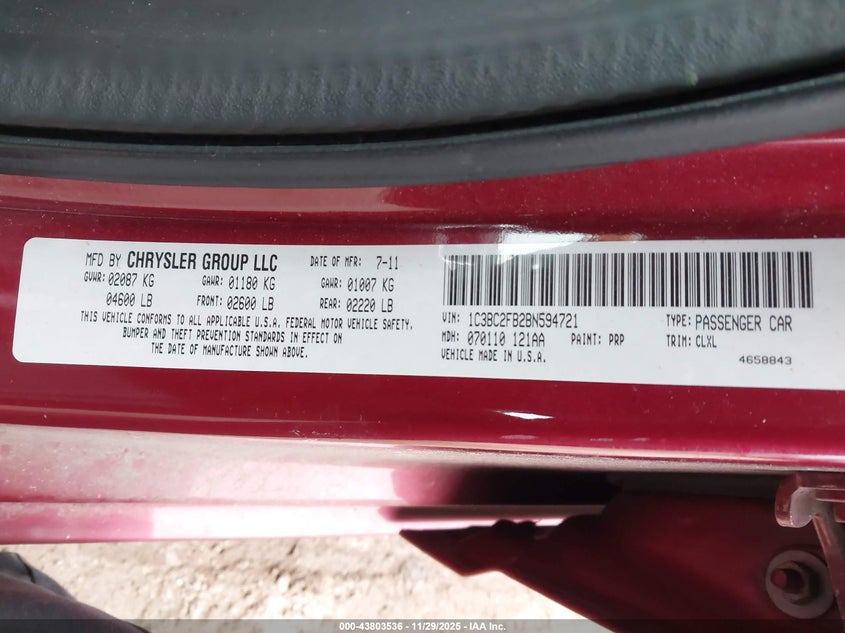 MFD BY CHRYSLER GROUP LLC DATE OF MFR: 7-11
GVWR: 02087 KG GAWR: 01180 KG GAWR: 01007 KG
04600 LB FRONT: 02600 LB REAR: 02220 LB
THIS VEHICLE CONFORMS TO ALL APPLICABLE U.S.A. FEDERAL MOTOR VEHICLE SAFETY,
BUMPER AND THEFT PREVENTION STANDARDS IN EFFECT ON
THE DATE OF MANUFACTURE SHOWN ABOVE.
VIN: 1C3BC2FB2BN594721 TYPE: PASSENGER CAR
MDH: 070110 121AA PAINT: PRP TRIM: CLXL
VEHICLE MADE IN U.S.A. 4658843
000-43803536 - 11/29/2025 - IAA Inc.